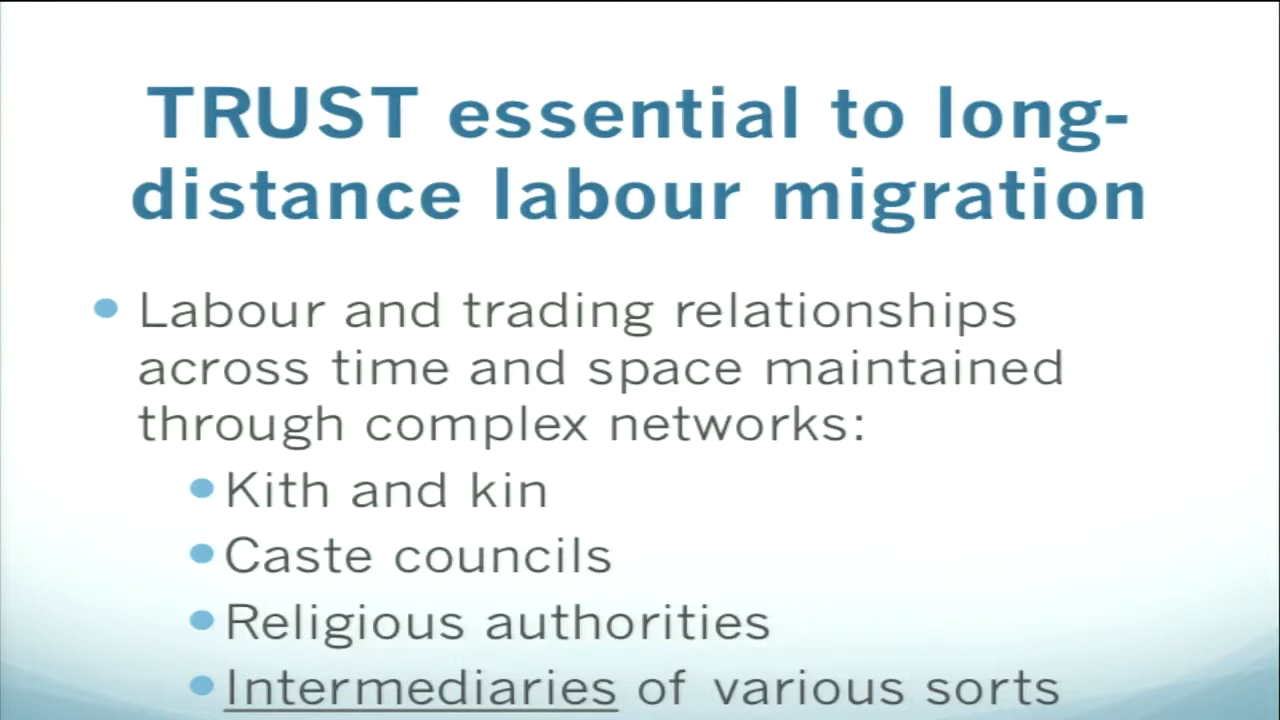 TRUST essential to long-
distance labour migration
Labour and trading relationships
across time and space maintained
through complex networks:
Kith and kin
Caste councils
Religious authorities
Intermediaries of various sorts